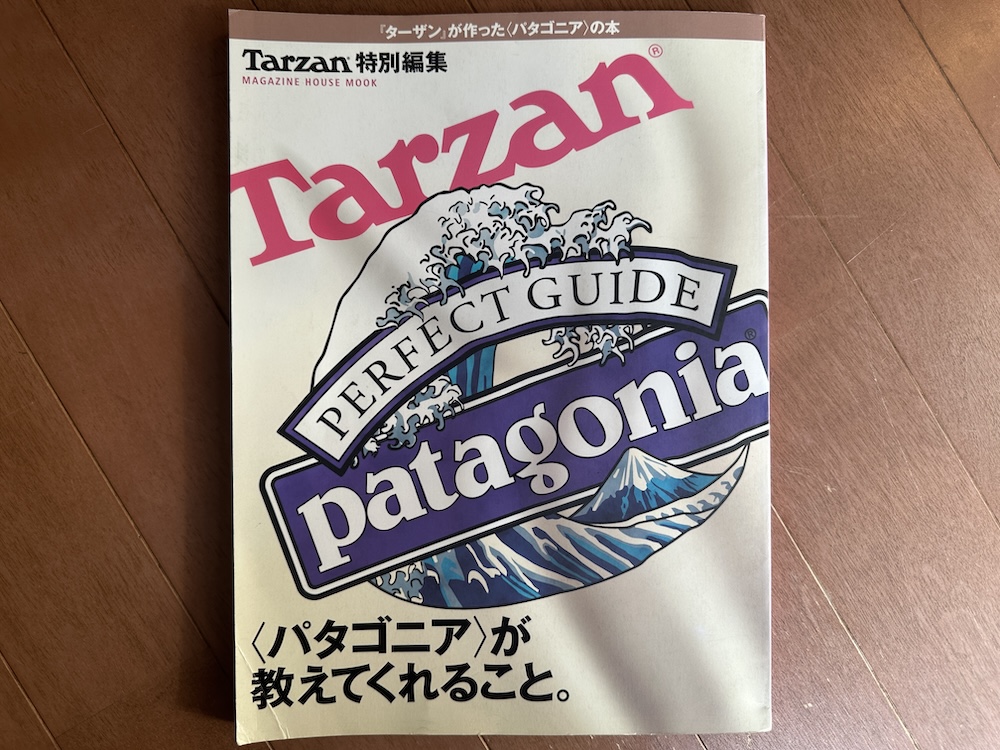 『ターザン』が作った〈パタゴニア〉の本
Tarzan® 特別編集
MAGAZINE HOUSE MOOK
Tarzan®
PERFECT GUIDE
patagonia®
〈パタゴニア〉が
教えてくれること。